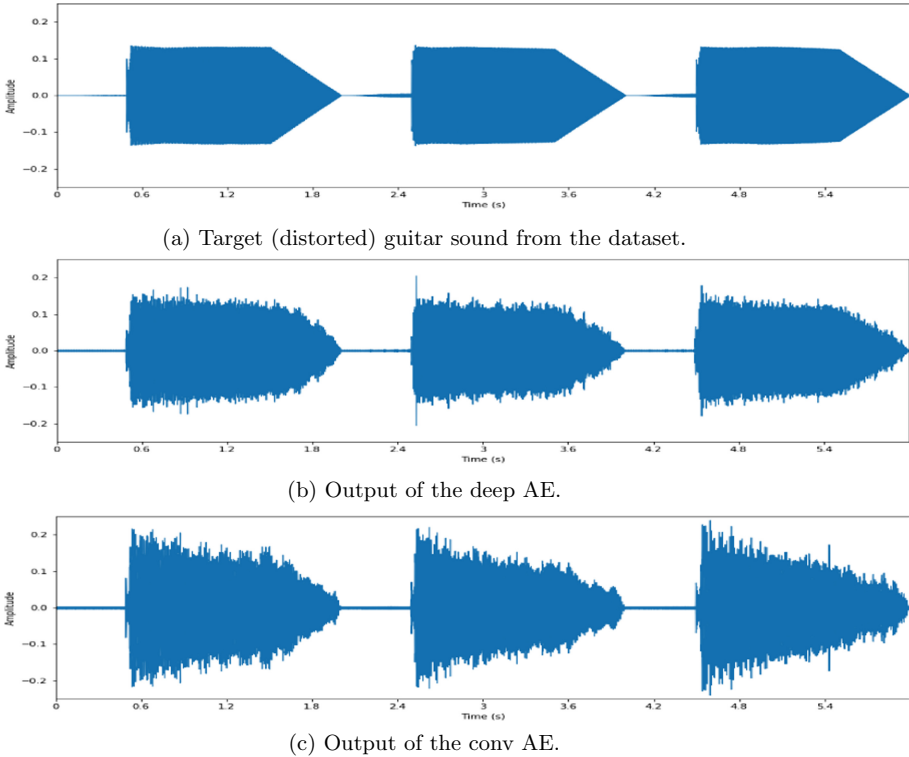 0.2
0.1
0.0
−0.1
−0.2
Amplitude
0 0.6 1.2 1.8 2.4 3 3.6 4.2 4.8 5.4
Time (s)
(a) Target (distorted) guitar sound from the dataset.
0.2
0.1
0.0
−0.1
−0.2
Amplitude
0 0.6 1.2 1.8 2.4 3 3.6 4.2 4.8 5.4
Time (s)
(b) Output of the deep AE.
0.2
0.1
0.0
−0.1
−0.2
Amplitude
0 0.6 1.2 1.8 2.4 3 3.6 4.2 4.8 5.4
Time (s)
(c) Output of the conv AE.